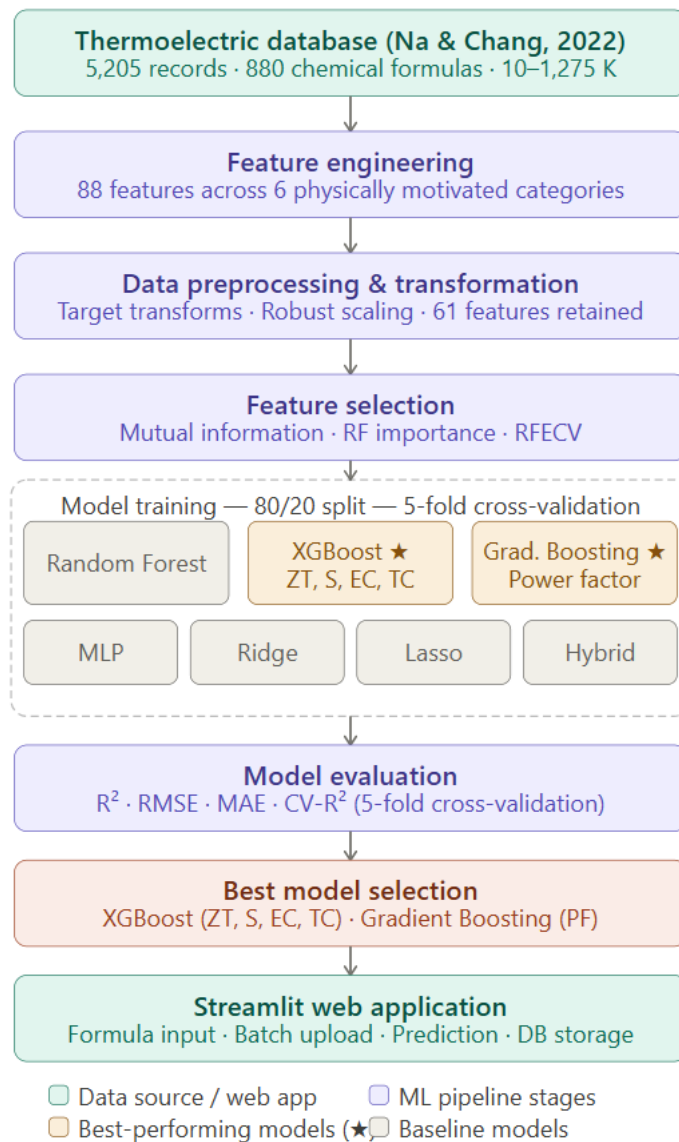 Thermoelectric database (Na & Chang, 2022)
5,205 records · 880 chemical formulas · 10–1,275 K
Feature engineering
88 features across 6 physically motivated categories
Data preprocessing & transformation
Target transforms · Robust scaling · 61 features retained
Feature selection
Mutual information · RF importance · RFECV
Model training — 80/20 split — 5-fold cross-validation
Random Forest
XGBoost ★
ZT, S, EC, TC
Grad. Boosting ★
Power factor
MLP
Ridge
Lasso
Hybrid
Model evaluation
R² · RMSE · MAE · CV-R² (5-fold cross-validation)
Best model selection
XGBoost (ZT, S, EC, TC) · Gradient Boosting (PF)
Streamlit web application
Formula input · Batch upload · Prediction · DB storage
Data source / web app
ML pipeline stages
Best-performing models (★)
Baseline models